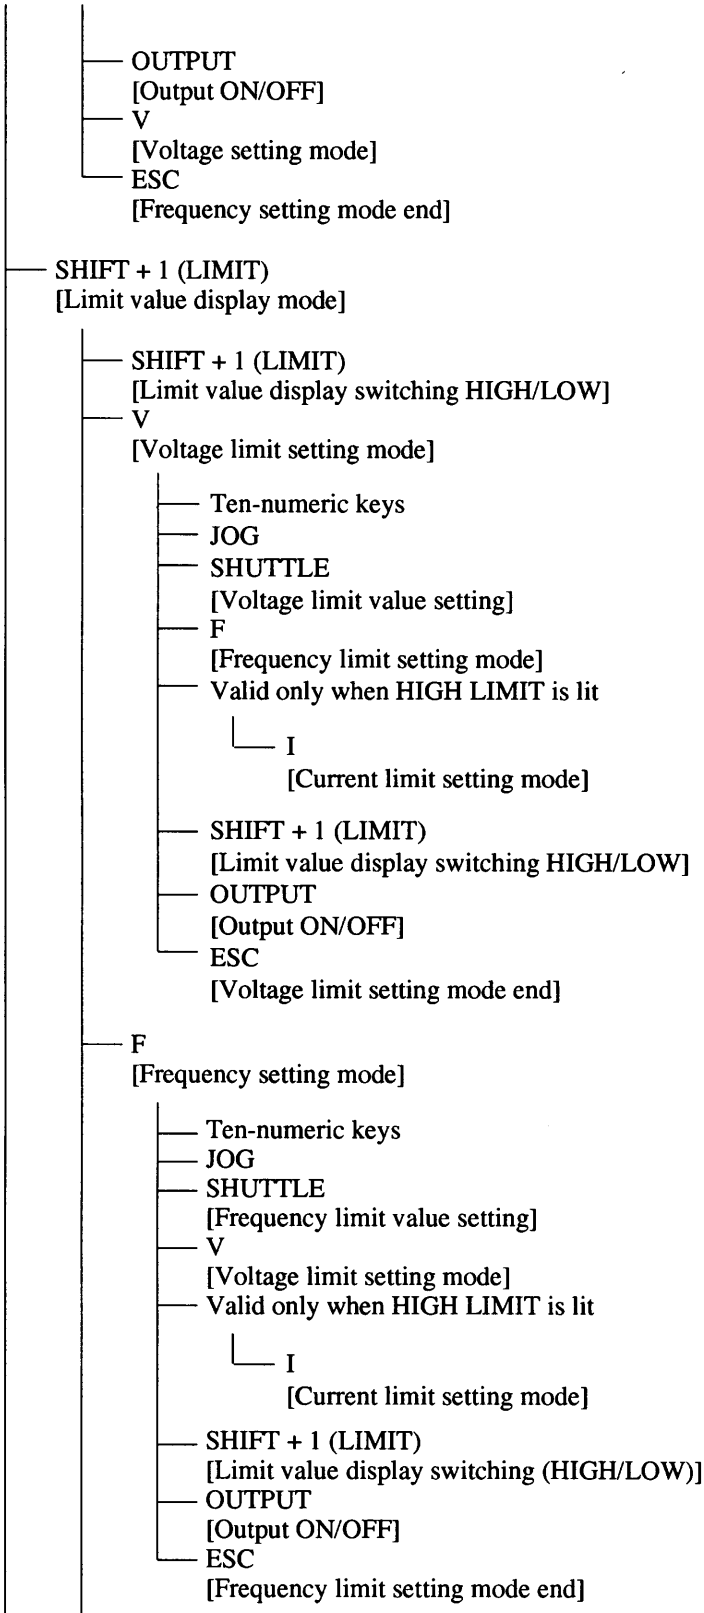 OUTPUT
[Output ON/OFF]
V
[Voltage setting mode]
ESC
[Frequency setting mode end]
SHIFT + 1 (LIMIT)
[Limit value display mode]
SHIFT + 1 (LIMIT)
[Limit value display switching HIGH/LOW]
V
[Voltage limit setting mode]
Ten-numeric keys
JOG
SHUTTLE
[Voltage limit value setting]
F
[Frequency limit setting mode]
Valid only when HIGH LIMIT is lit
I
[Current limit setting mode]
SHIFT + 1 (LIMIT)
[Limit value display switching HIGH/LOW]
OUTPUT
[Output ON/OFF]
ESC
[Voltage limit setting mode end]
F
[Frequency setting mode]
Ten-numeric keys
JOG
SHUTTLE
[Frequency limit value setting]
V
[Voltage limit setting mode]
Valid only when HIGH LIMIT is lit
I
[Current limit setting mode]
SHIFT + 1 (LIMIT)
[Limit value display switching (HIGH/LOW)]
OUTPUT
[Output ON/OFF]
ESC
[Frequency limit setting mode end]